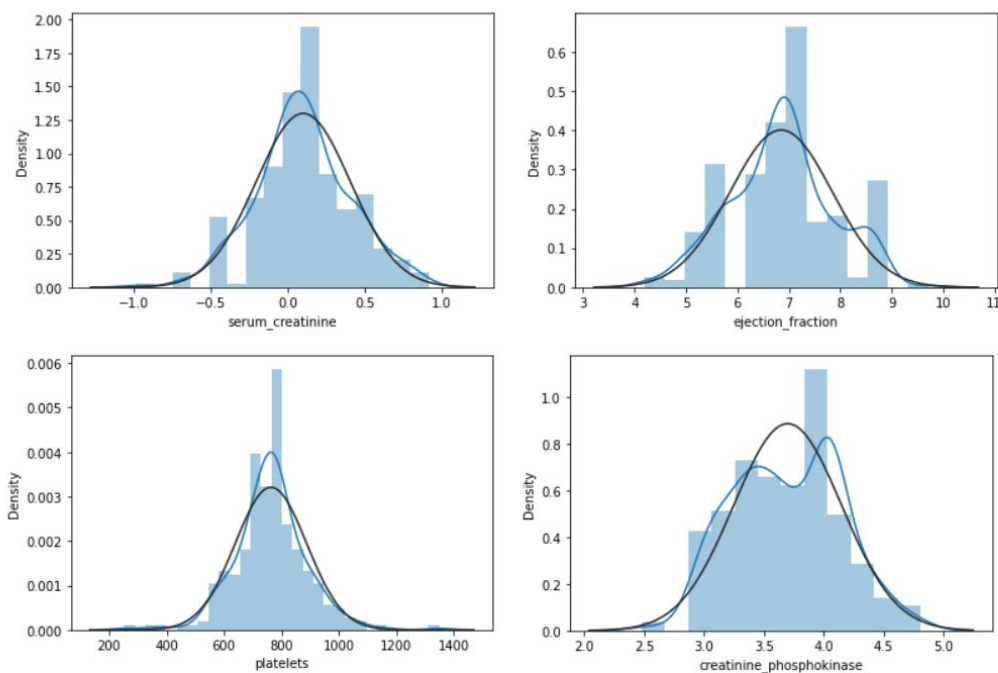 2.00
1.75
1.50
1.25
1.00
0.75
0.50
0.25
0.00
Density
−1.0 −0.5 0.0 0.5 1.0
serum_creatinine
0.6
0.5
0.4
0.3
0.2
0.1
0.0
Density
3 4 5 6 7 8 9 10 11
ejection_fraction
0.006
0.005
0.004
0.003
0.002
0.001
0.000
Density
200 400 600 800 1000 1200 1400
platelets
1.0
0.8
0.6
0.4
0.2
0.0
Density
2.0 2.5 3.0 3.5 4.0 4.5 5.0
creatinine_phosphokinase